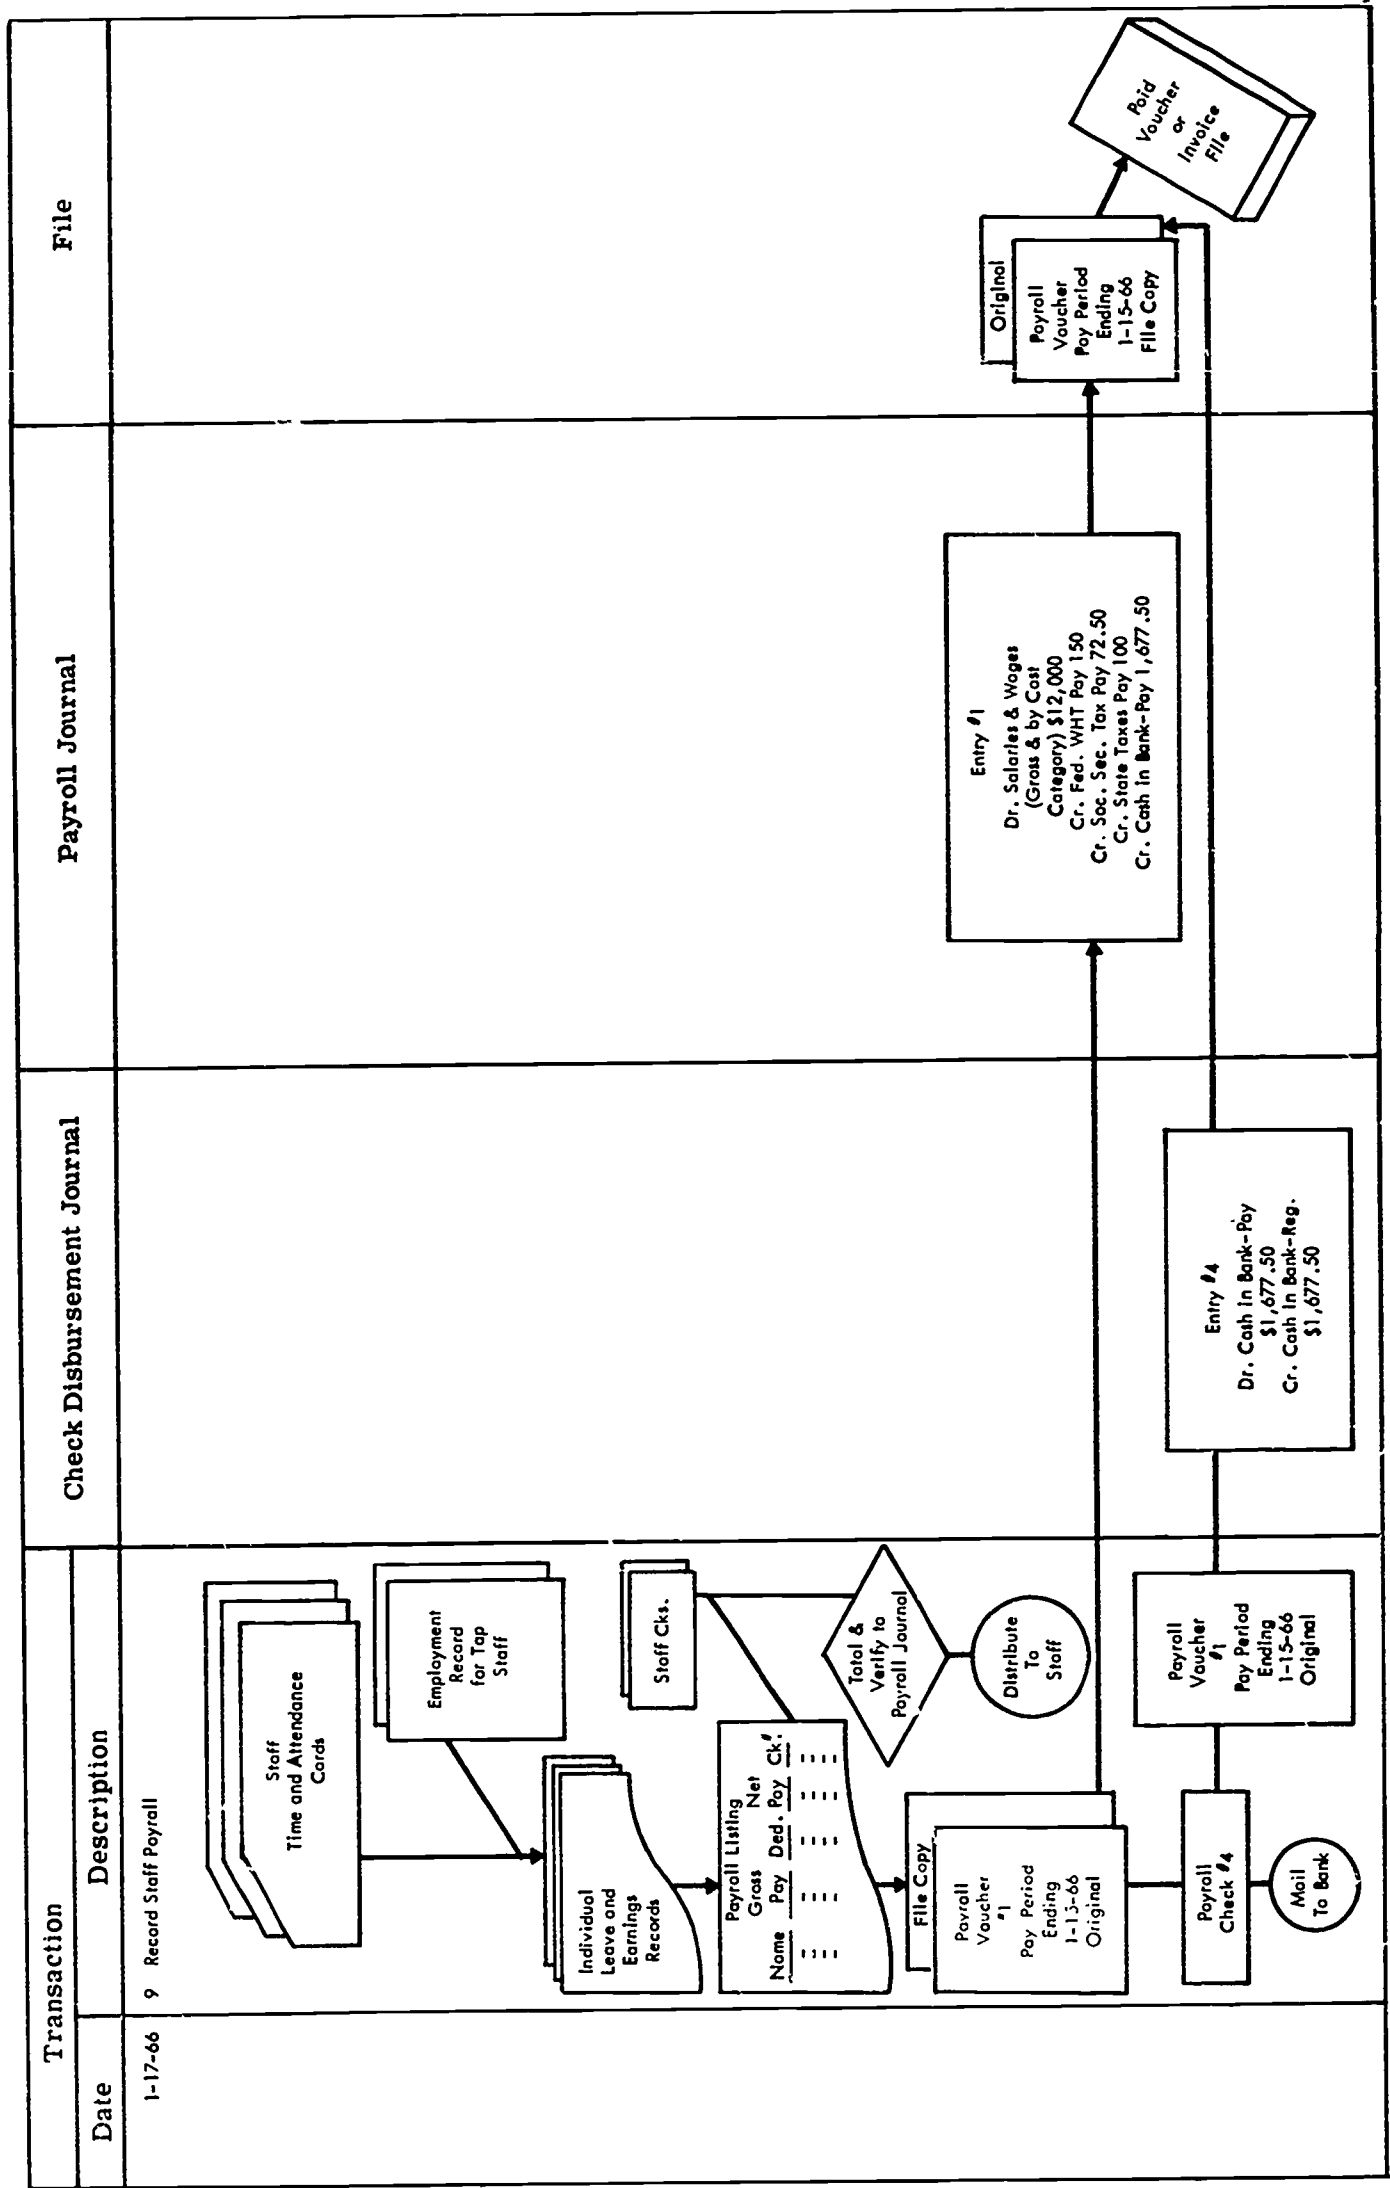 Transaction
Date
Description
Check Disbursement Journal
Payroll Journal
File
1-17-66
9 Record Staff Payroll
Staff
Time and Attendance
Cards
Employment
Record
for Tap
Staff
Individual
Leave and
Earnings
Records
Staff Cks.
Payroll Listing
Gross Net
Name Pay Ded. Pay Ck#.
Total &
Verify to
Payroll Journal
Distribute
To
Staff
File Copy
Payroll
Voucher
#1
Pay Period
Ending
1-15-66
Original
Payroll
Check #4
Mail
To Bank
Payroll
Voucher
#1
Pay Period
Ending
1-15-66
Original
Entry #4
Dr. Cash in Bank-Pay
$1,677.50
Cr. Cash in Bank-Reg.
$1,677.50
Entry #1
Dr. Salaries & Wages
(Gross & by Cost
Category) $12,000
Cr. Fed. WHT Pay 150
Cr. Soc. Sec. Tax Pay 72.50
Cr. State Taxes Pay 100
Cr. Cash in Bank-Pay 1,677.50
Original
Payroll
Voucher
Pay Period
Ending
1-15-66
File Copy
Paid
Voucher
or
Invoice
File